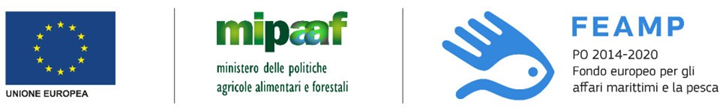 UNIONE EUROPEA
mipaaf
ministero delle politiche
agricole alimentari e forestali
FEAMP
PO 2014-2020
Fondo europeo per gli
affari marittimi e la pesca